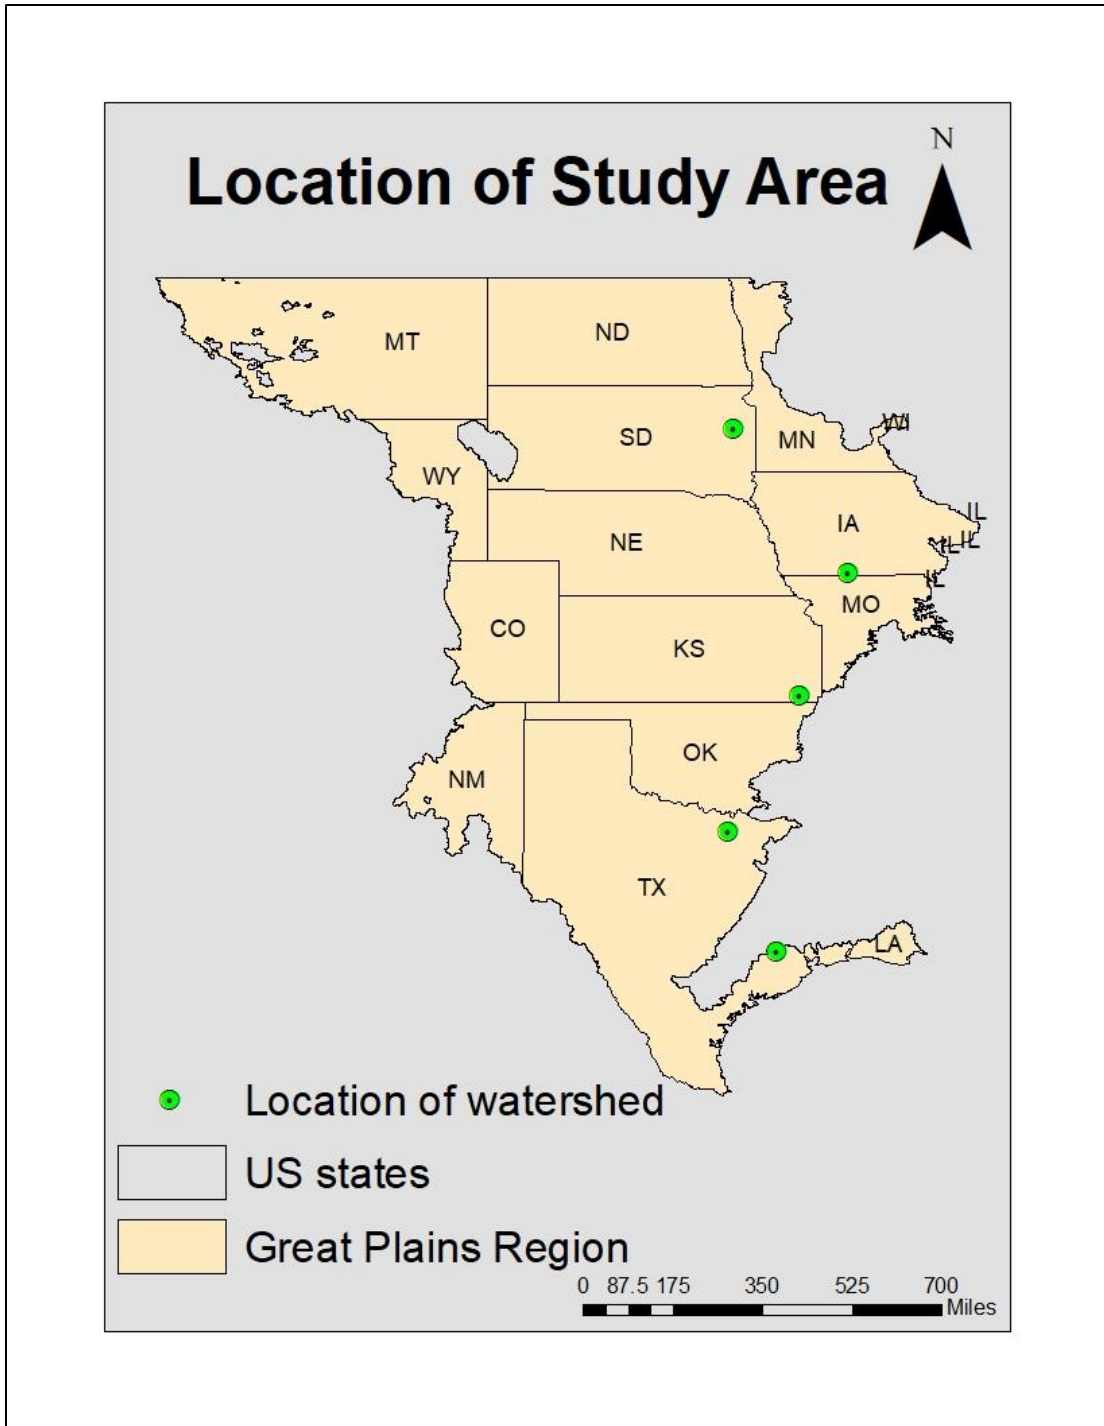 N
Location of Study Area
MT
ND
SD
MN
WI
WY
IA
IL
IL
IL
NE
IL
MO
CO
KS
OK
NM
TX
LA
Location of watershed
US states
Great Plains Region
0 87.5 175 350 525 700
Miles